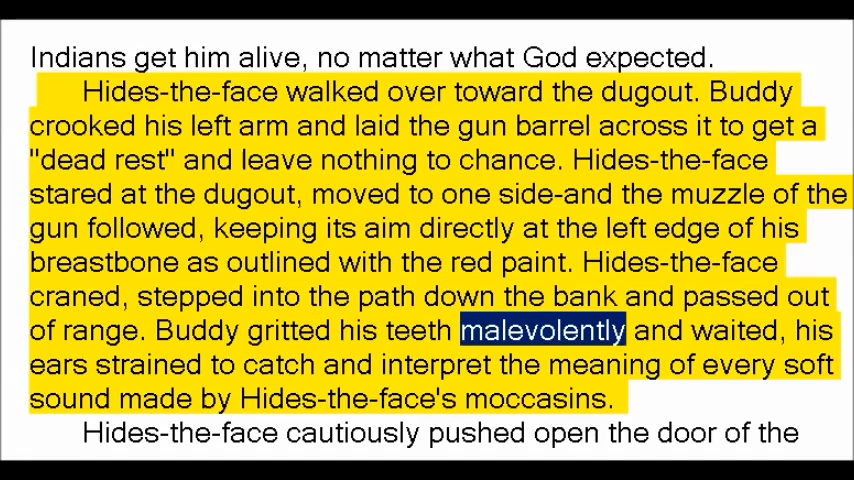 Indians get him alive, no matter what God expected.
Hides-the-face walked over toward the dugout. Buddy
crooked his left arm and laid the gun barrel across it to get a
"dead rest" and leave nothing to chance. Hides-the-face
stared at the dugout, moved to one side-and the muzzle of the
gun followed, keeping its aim directly at the left edge of his
breastbone as outlined with the red paint. Hides-the-face
craned, stepped into the path down the bank and passed out
of range. Buddy gritted his teeth malevolently and waited, his
ears strained to catch and interpret the meaning of every soft
sound made by Hides-the-face's moccasins.
Hides-the-face cautiously pushed open the door of the